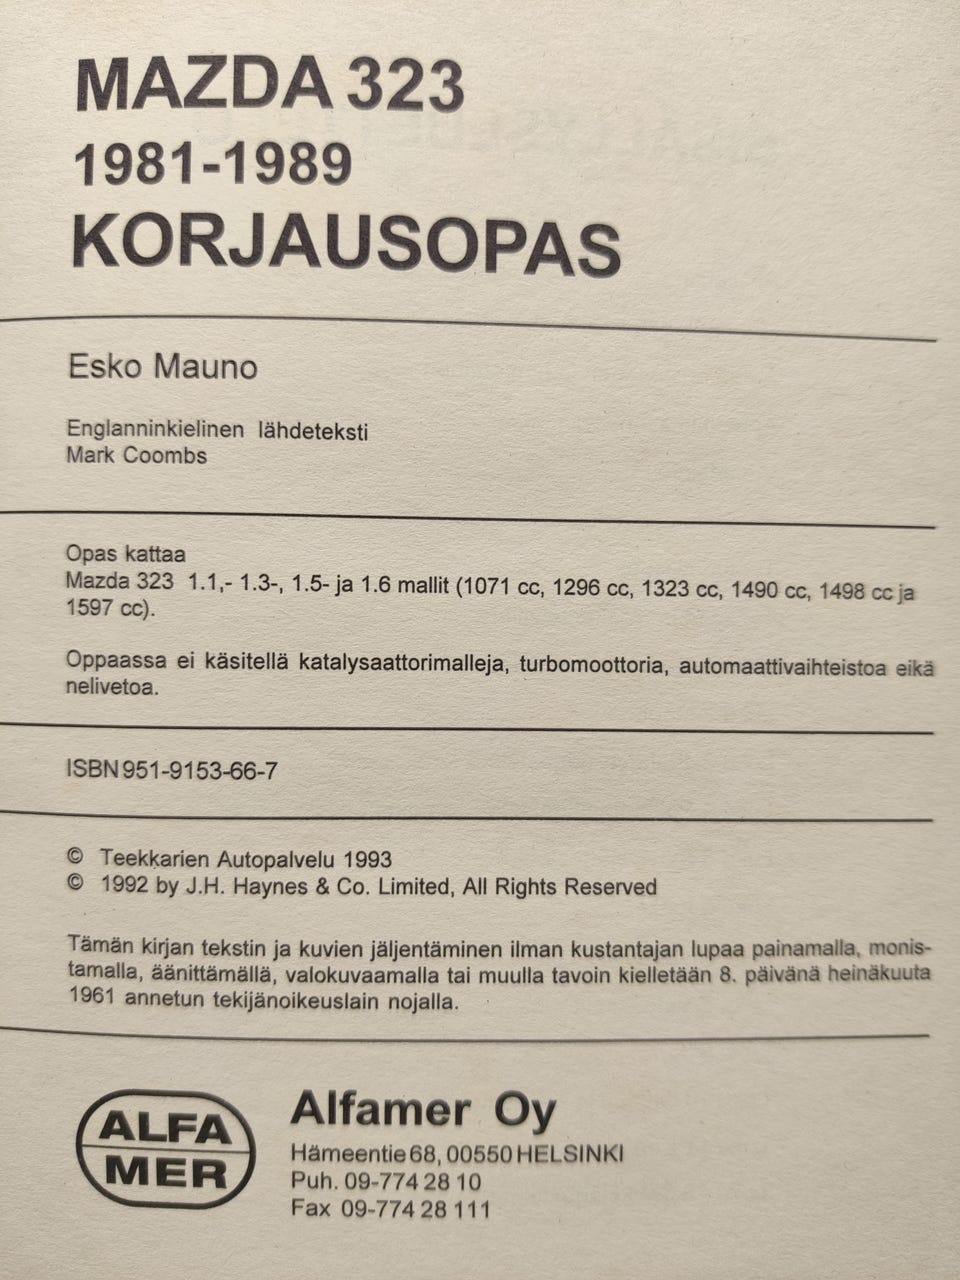 MAZDA 323
1981-1989
KORJAUSOPAS
Esko Mauno
Englanninkielinen lähdeteksti
Mark Coombs
Opas kattaa
Mazda 323 1.1,- 1.3-, 1.5- ja 1.6 mallit (1071 cc, 1296 cc, 1323 cc, 1490 cc, 1498 cc ja
1597 cc).
Oppaassa ei käsitellä katalysaattorimalleja, turbomoottoria, automaattivaihteistoa eikä
nelivetoa.
ISBN 951-9153-66-7
© Teekkarien Autopalvelu 1993
© 1992 by J.H. Haynes & Co. Limited, All Rights Reserved
Tämän kirjan tekstin ja kuvien jäljentäminen ilman kustantajan lupaa painamalla, monis-
tamalla, äänittämällä, valokuvaamalla tai muulla tavoin kielletään 8. päivänä heinäkuuta
1961 annetun tekijänoikeuslain nojalla.
ALFA
MER
Alfamer Oy
Hämeentie 68, 00550 HELSINKI
Puh. 09-774 28 10
Fax 09-774 28 111